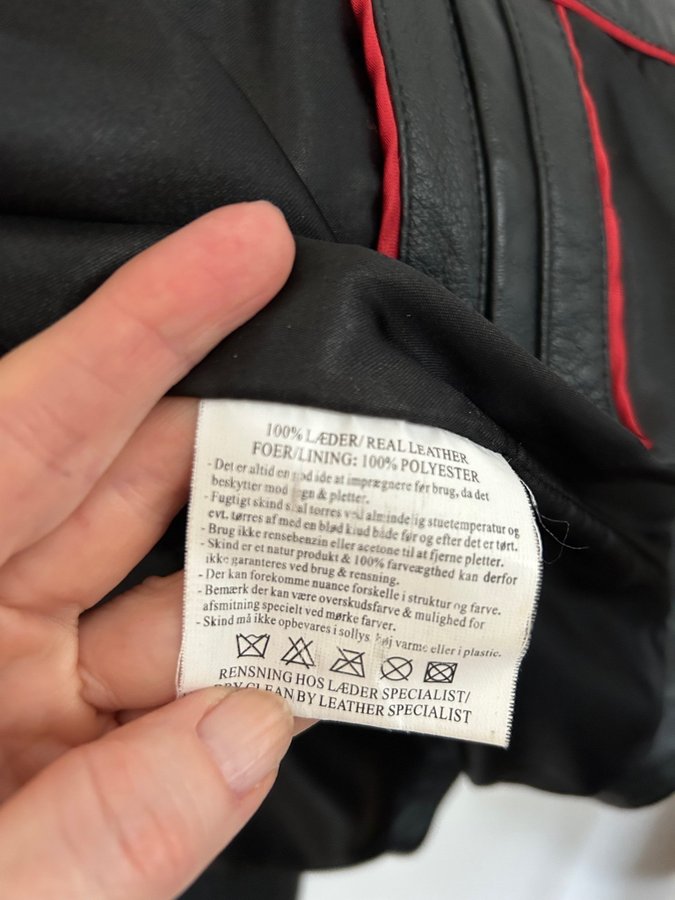 100% LÆDER/ REAL LEATHER
FOER/LINING: 100% POLYESTER
- Det er altid en god ide at imprægnere før brug, da det
beskytter mod regn & pletter.
- Fugtigt skind skal tørres ved almindelig stuetemperatur og
evt. tørres af med en blød klud både før og efter det er tørt.
- Brug ikke rensebenzin eller acetone til at fjerne pletter.
- Skind er et natur produkt & 100% farveægthed kan derfor
ikke garanteres ved brug & rensning.
- Der kan forekomme nuance forskelle i struktur og farve.
- Bemærk der kan være overskudsfarve & mulighed for
afsmitning specielt ved mørke farver.
- Skind må ikke opbevares i sollys, høj varme eller i plastic.
RENSNING HOS LÆDER SPECIALIST/
DRY CLEAN BY LEATHER SPECIALIST